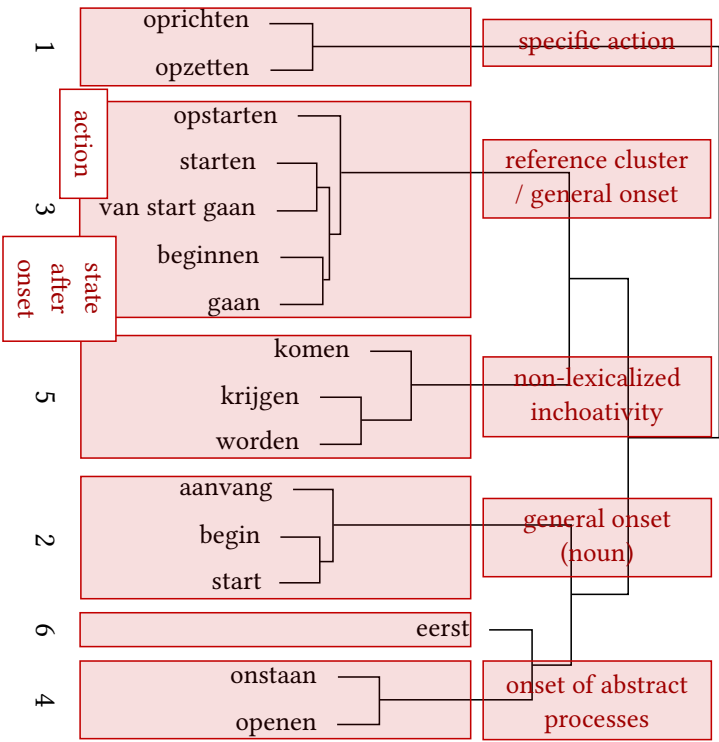 oprichten
opzetten
1
specific action
action
opstarten
starten
van start gaan
beginnen
gaan
3
reference cluster
/ general onset
state
after
onset
komen
krijgen
worden
5
non-lexicalized
inchoativity
aanvang
begin
start
2
general onset
(noun)
eerst
6
onstaan
openen
4
onset of abstract
processes